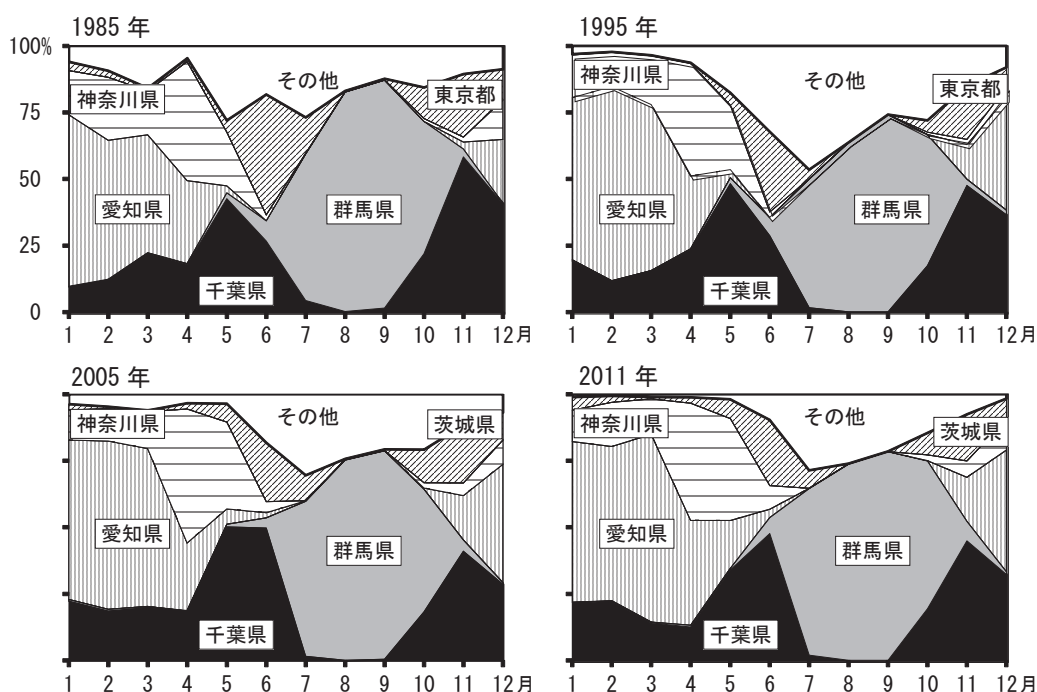 1985 年
100%
75
50
25
0
神奈川県
その他
東京都
愛知県
群馬県
千葉県
1 2 3 4 5 6 7 8 9 10 11 12月
1995 年
神奈川県
その他
東京都
愛知県
群馬県
千葉県
1 2 3 4 5 6 7 8 9 10 11 12月
2005 年
神奈川県
その他
茨城県
愛知県
群馬県
千葉県
1 2 3 4 5 6 7 8 9 10 11 12月
2011 年
神奈川県
その他
茨城県
愛知県
群馬県
千葉県
1 2 3 4 5 6 7 8 9 10 11 12月